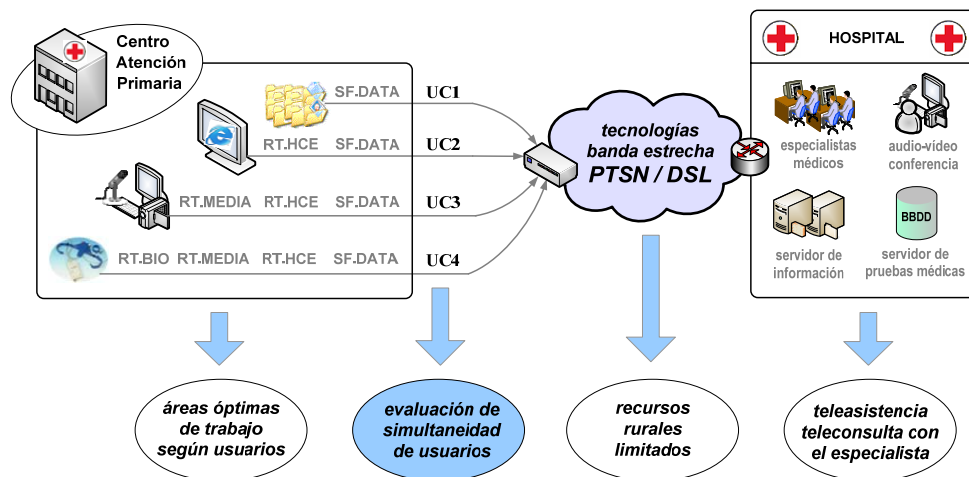 Centro
Atención
Primaria
SF.DATA UC1
RT.HCE SF.DATA UC2
RT.MEDIA RT.HCE SF.DATA UC3
RT.BIO RT.MEDIA RT.HCE SF.DATA UC4
tecnologías
banda estrecha
PTSN / DSL
HOSPITAL
especialistas
médicos
audio-vídeo
conferencia
BBDD
servidor de
información
servidor de
pruebas médicas
áreas óptimas
de trabajo
según usuarios
evaluación de
simultaneidad
de usuarios
recursos
rurales
limitados
teleasistencia
teleconsulta con
el especialista